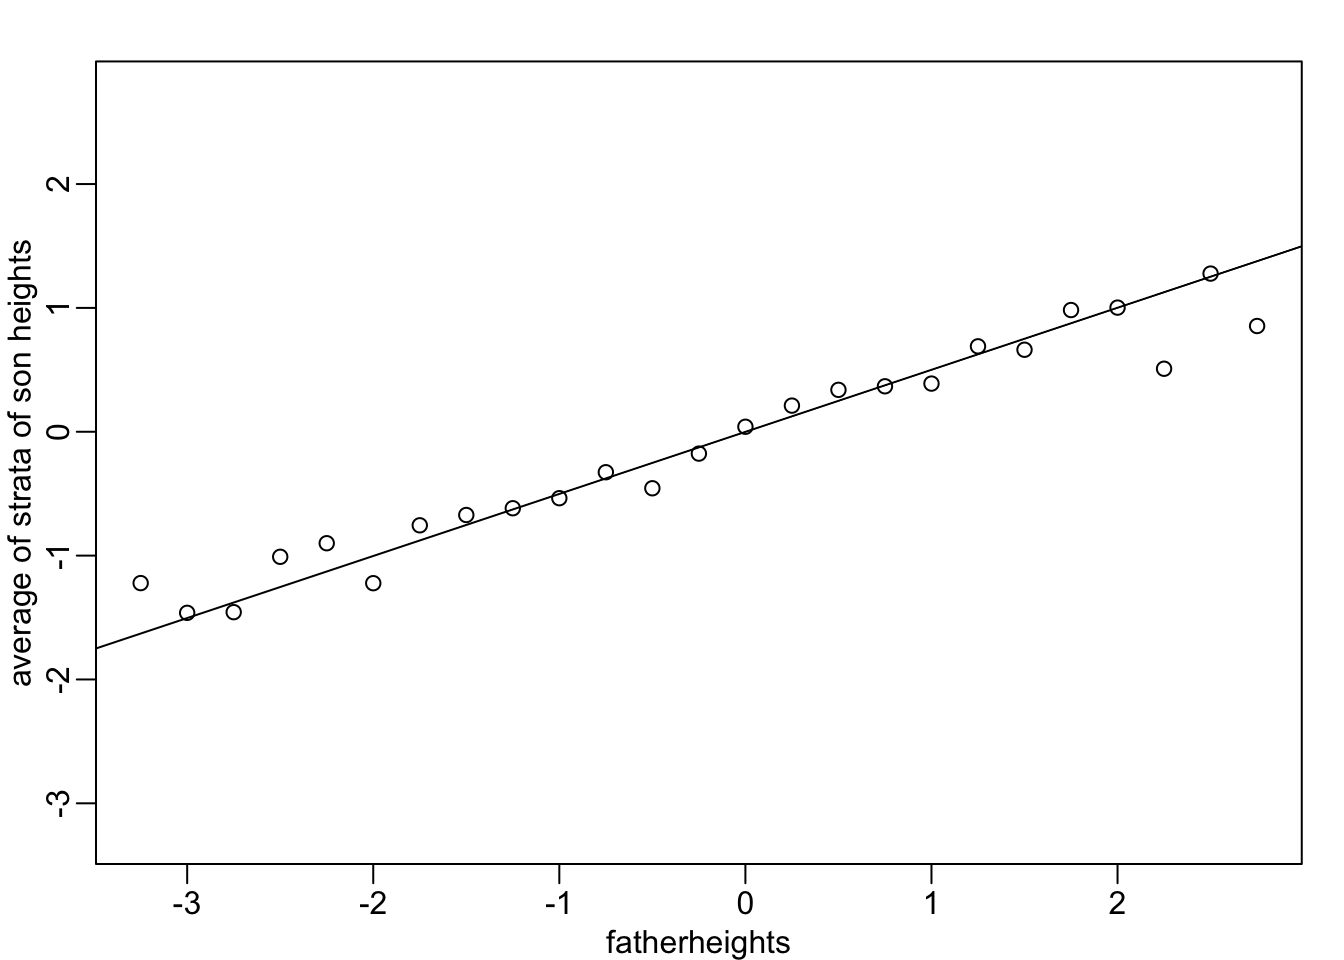 average of strata of son heights
2
1
0
-1
-2
-3
-3 -2 -1 0 1 2
fatherheights